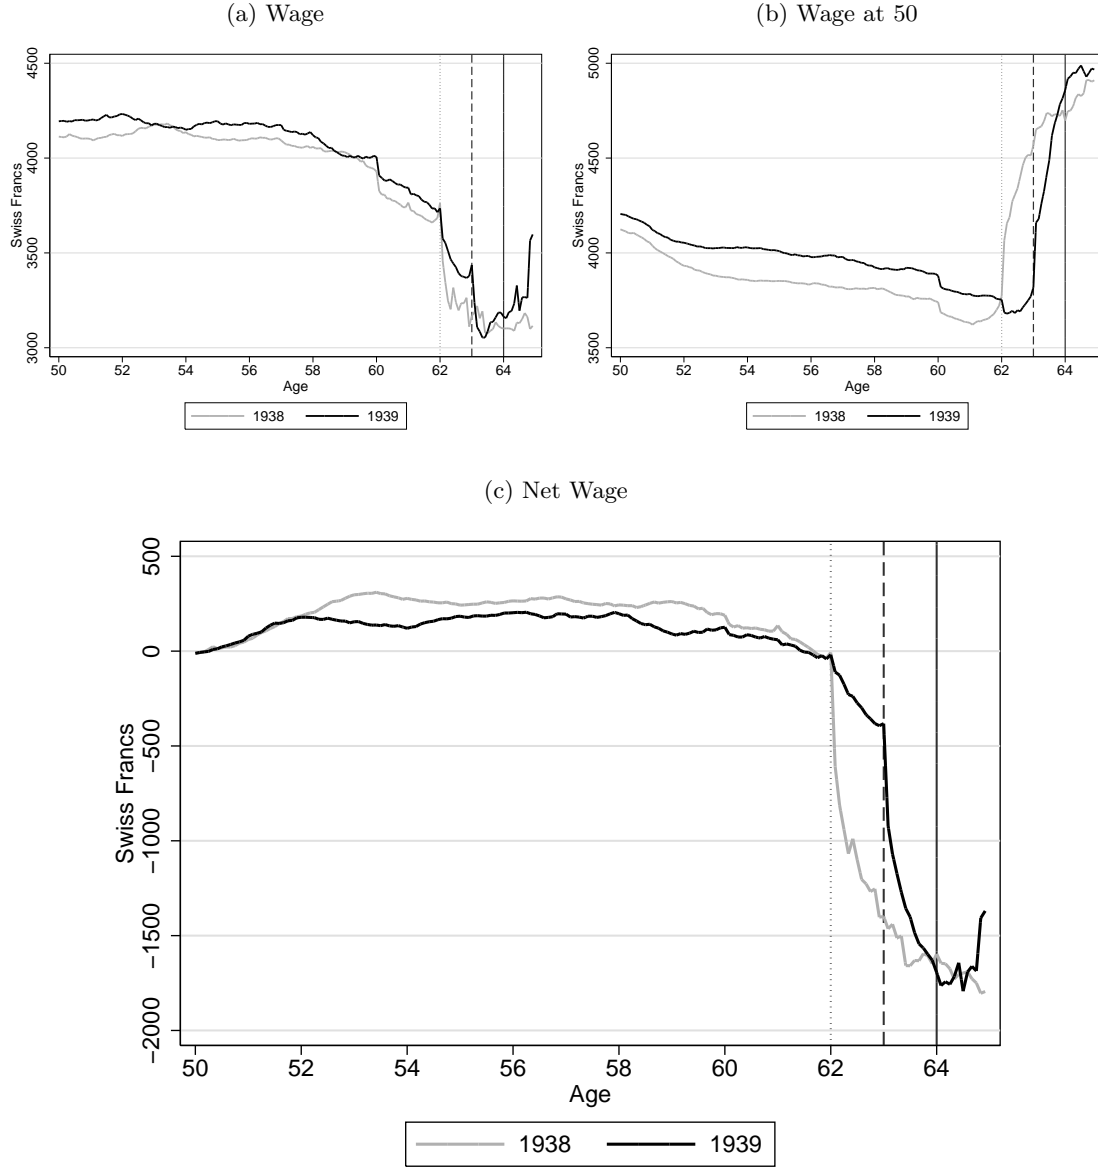 (a) Wage
Swiss Francs
4500
4000
3500
3000
50 52 54 56 58 60 62 64
Age
1938 1939
(b) Wage at 50
Swiss Francs
5000
4500
4000
3500
50 52 54 56 58 60 62 64
Age
1938 1939
(c) Net Wage
Swiss Francs
500
0
−500
−1000
−1500
−2000
50 52 54 56 58 60 62 64
Age
1938 1939